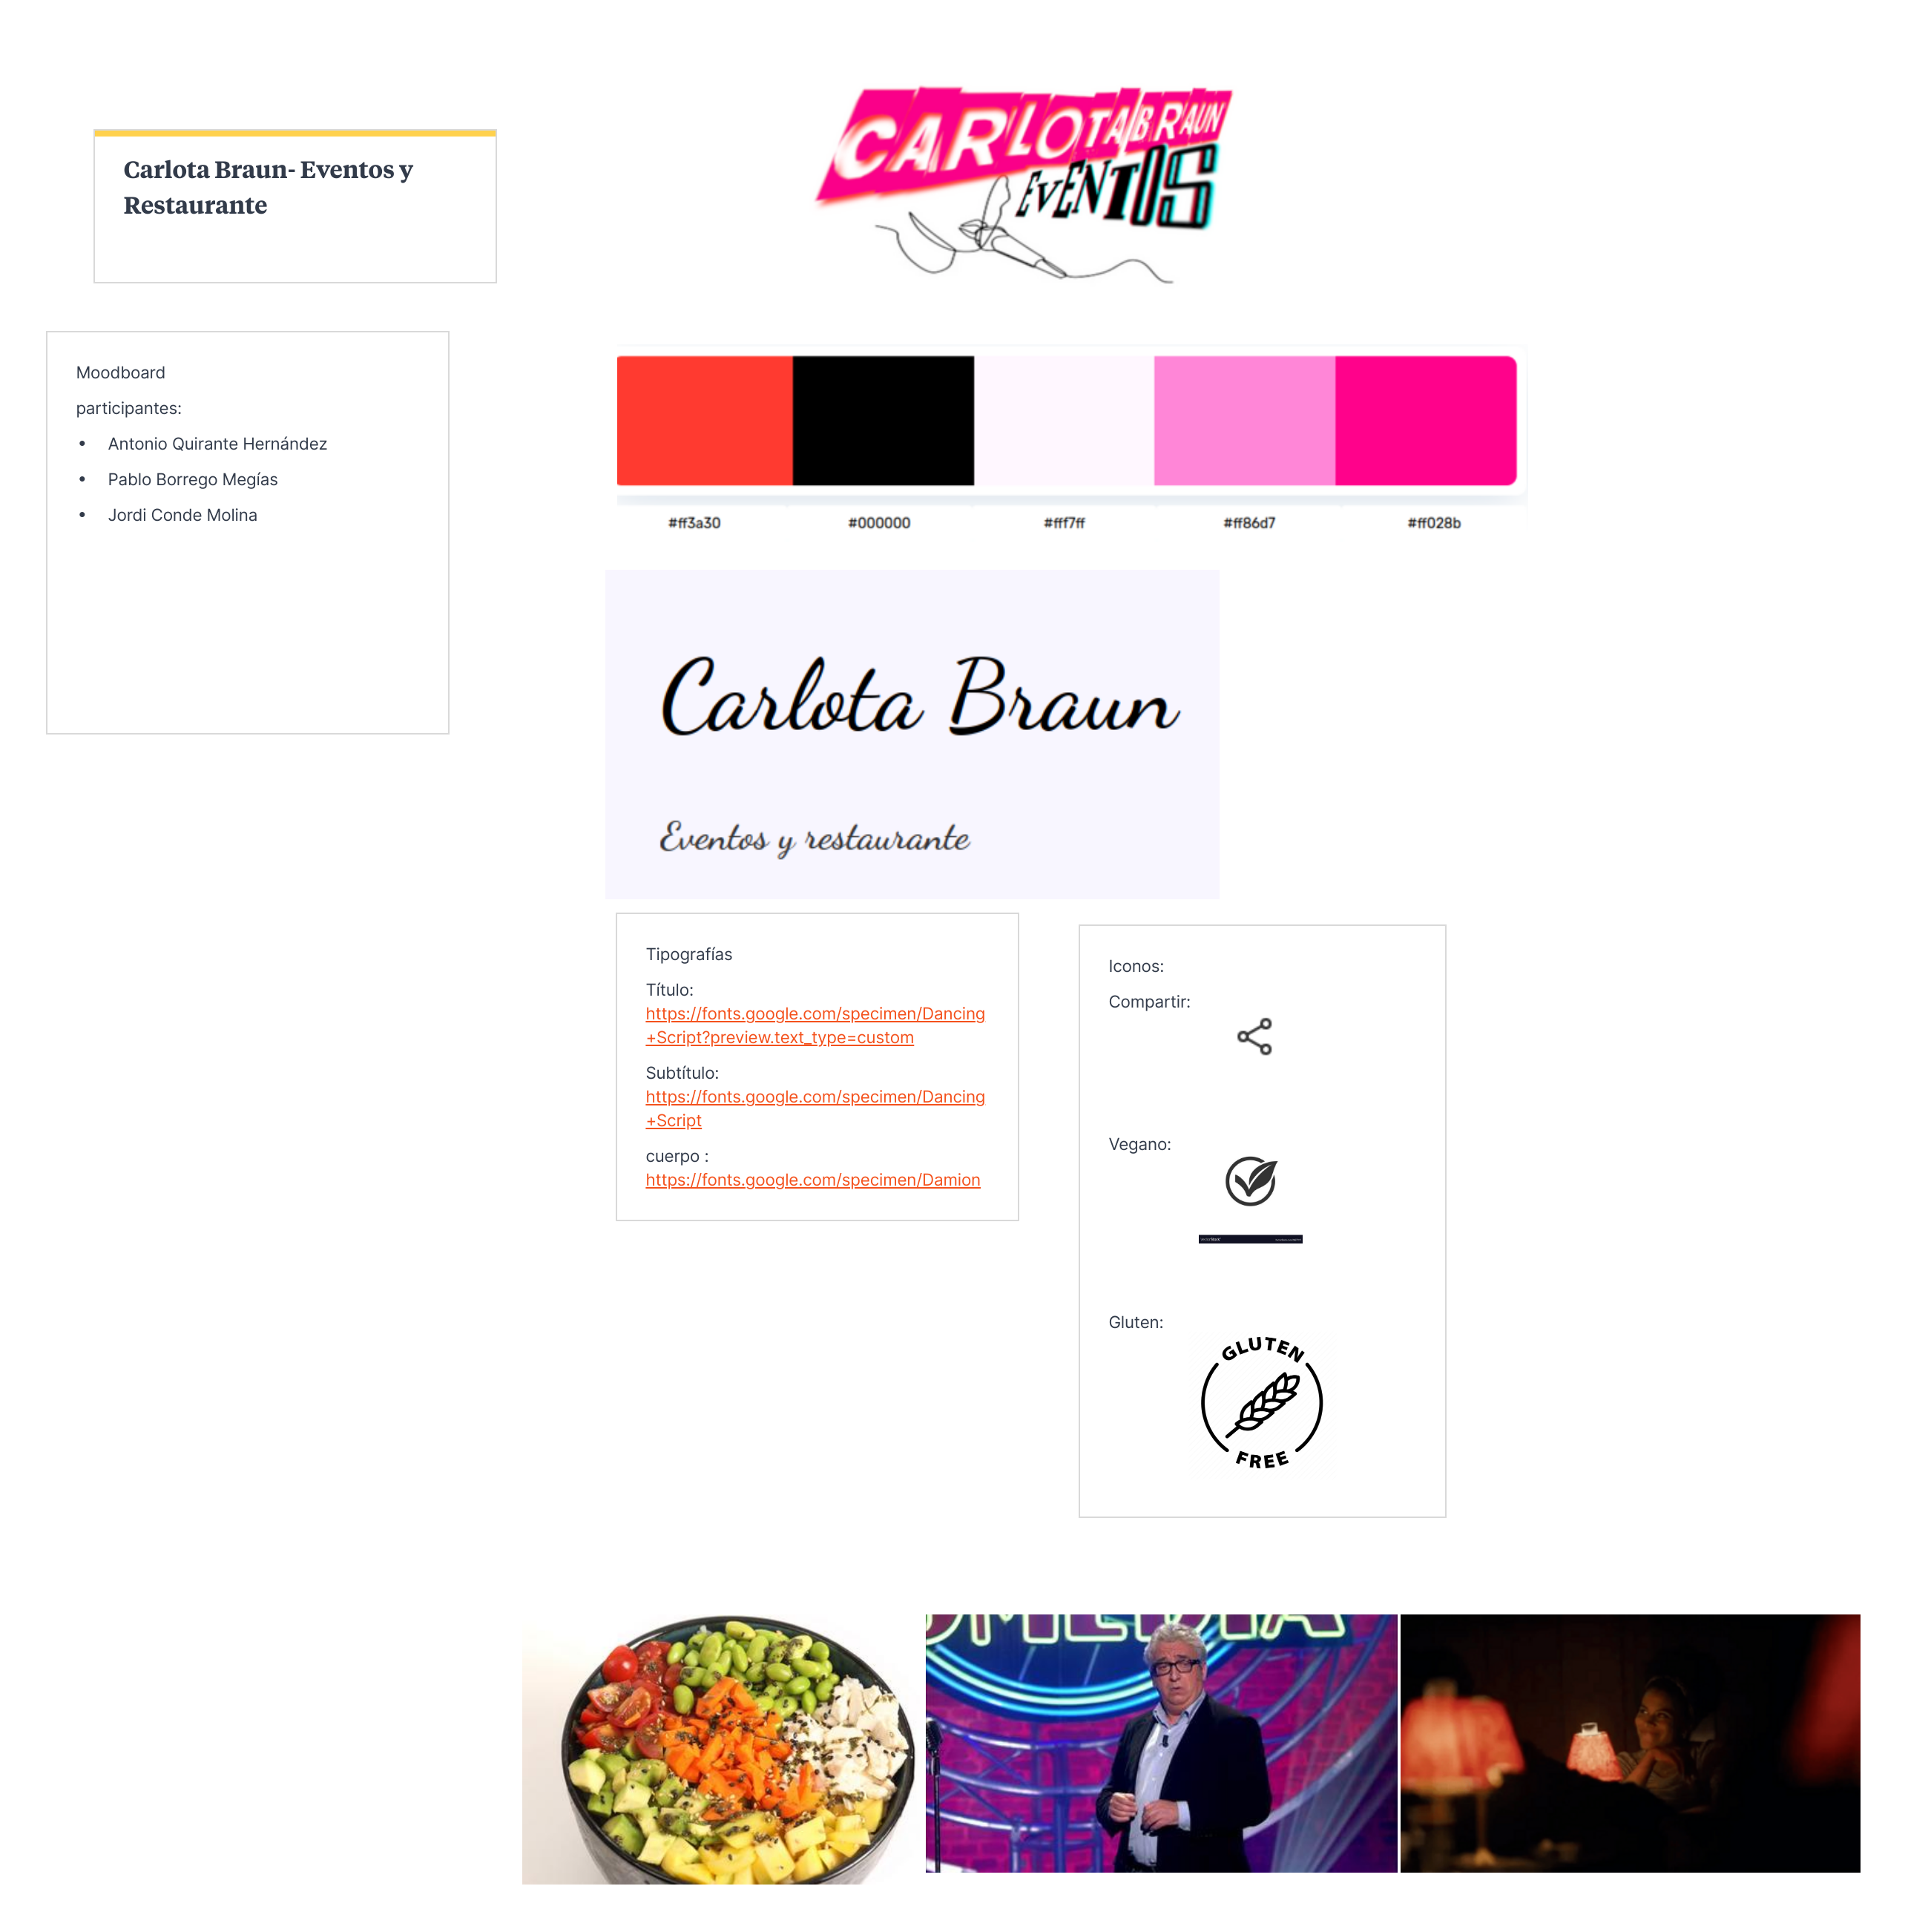 CARLOTA BRAUN
EVENTOS
Carlota Braun- Eventos y
Restaurante
Moodboard
participantes:
• Antonio Quirante Hernández
• Pablo Borrego Megías
• Jordi Conde Molina
#ff3a30
#000000
#fff7ff
#ff86d7
#ff028b
Carlota Braun
Eventos y restaurante
Tipografías
Título:
https://fonts.google.com/specimen/Dancing
+Script?preview.text_type=custom
Subtítulo:
https://fonts.google.com/specimen/Dancing
+Script
cuerpo :
https://fonts.google.com/specimen/Damion
Iconos:
Compartir:
Vegano:
Gluten:
GLUTEN
FREE
OMEDIA